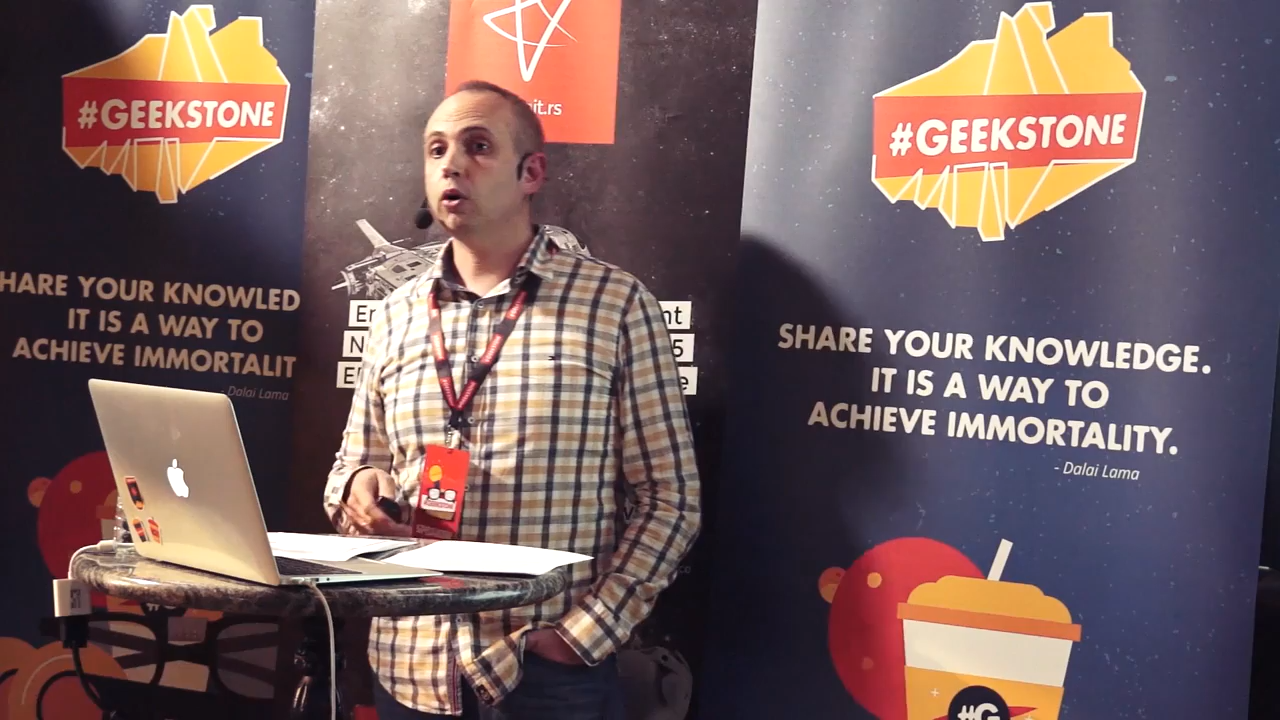 #GEEKSTONE
HARE YOUR KNOWLED
IT IS A WAY TO
ACHIEVE IMMORTALIT
- Dalai Lama
it.rs
#GEEKSTONE
SHARE YOUR KNOWLEDGE.
IT IS A WAY TO
ACHIEVE IMMORTALITY.
- Dalai Lama
#G